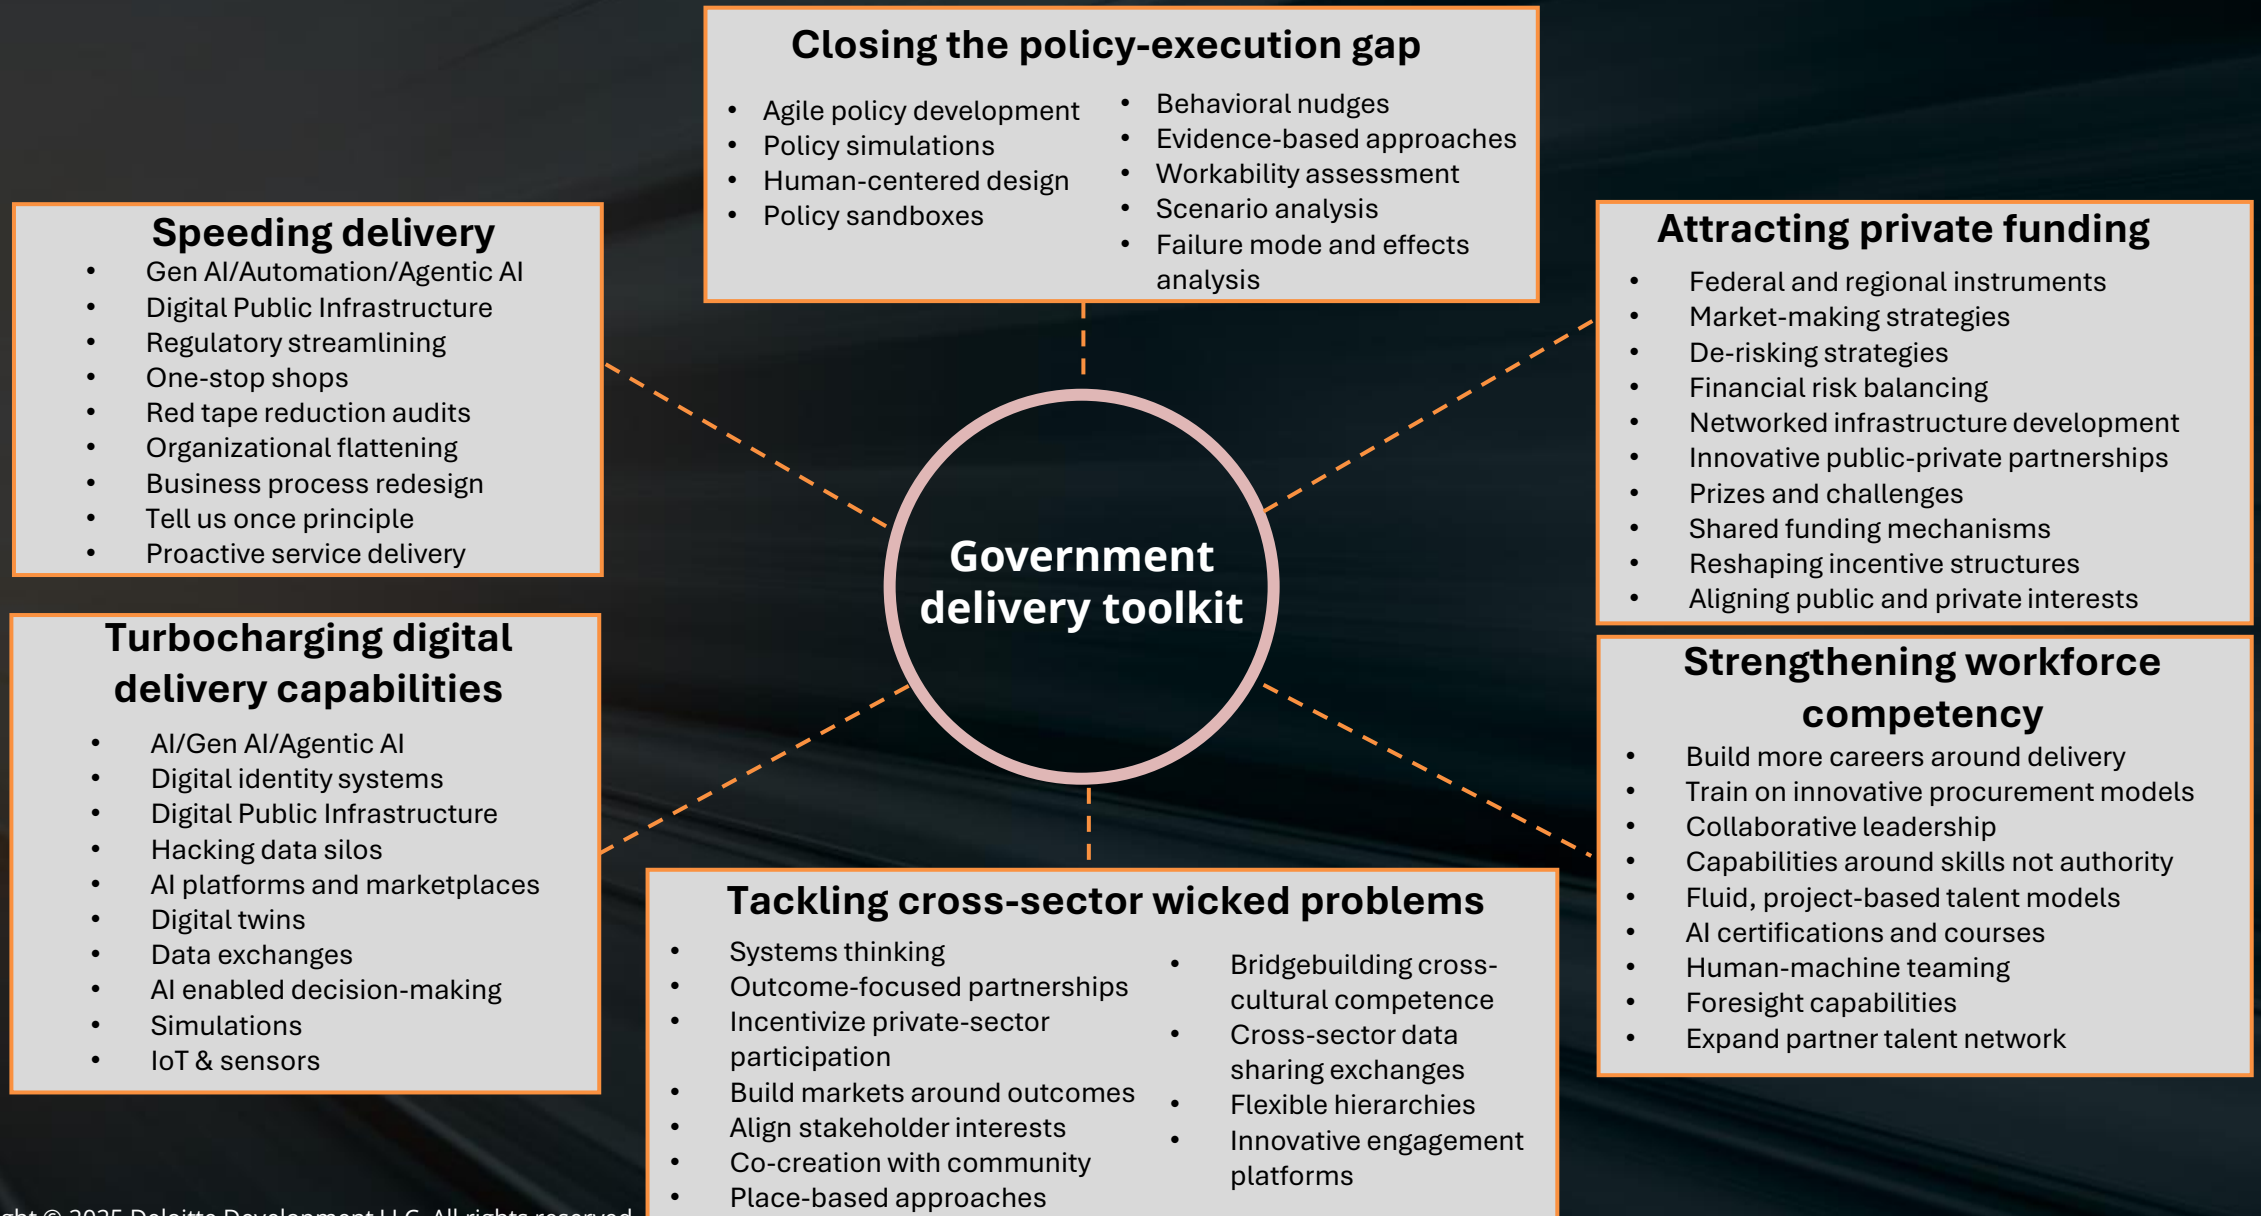 Closing the policy-execution gap
• Agile policy development
• Policy simulations
• Human-centered design
• Policy sandboxes
• Behavioral nudges
• Evidence-based approaches
• Workability assessment
• Scenario analysis
• Failure mode and effects
analysis
Speeding delivery
• Gen AI/Automation/Agentic AI
• Digital Public Infrastructure
• Regulatory streamlining
• One-stop shops
• Red tape reduction audits
• Organizational flattening
• Business process redesign
• Tell us once principle
• Proactive service delivery
Attracting private funding
• Federal and regional instruments
• Market-making strategies
• De-risking strategies
• Financial risk balancing
• Networked infrastructure development
• Innovative public-private partnerships
• Prizes and challenges
• Shared funding mechanisms
• Reshaping incentive structures
• Aligning public and private interests
Government
delivery toolkit
Turbocharging digital
delivery capabilities
• AI/Gen AI/Agentic AI
• Digital identity systems
• Digital Public Infrastructure
• Hacking data silos
• AI platforms and marketplaces
• Digital twins
• Data exchanges
• AI enabled decision-making
• Simulations
• IoT & sensors
Strengthening workforce
competency
• Build more careers around delivery
• Train on innovative procurement models
• Collaborative leadership
• Capabilities around skills not authority
• Fluid, project-based talent models
• AI certifications and courses
• Human-machine teaming
• Foresight capabilities
• Expand partner talent network
Tackling cross-sector wicked problems
• Systems thinking
• Outcome-focused partnerships
• Incentivize private-sector
participation
• Build markets around outcomes
• Align stakeholder interests
• Co-creation with community
• Place-based approaches
• Bridgebuilding cross-
cultural competence
• Cross-sector data
sharing exchanges
• Flexible hierarchies
• Innovative engagement
platforms
© 2025 Deloitte Development LLC. All rights reserved